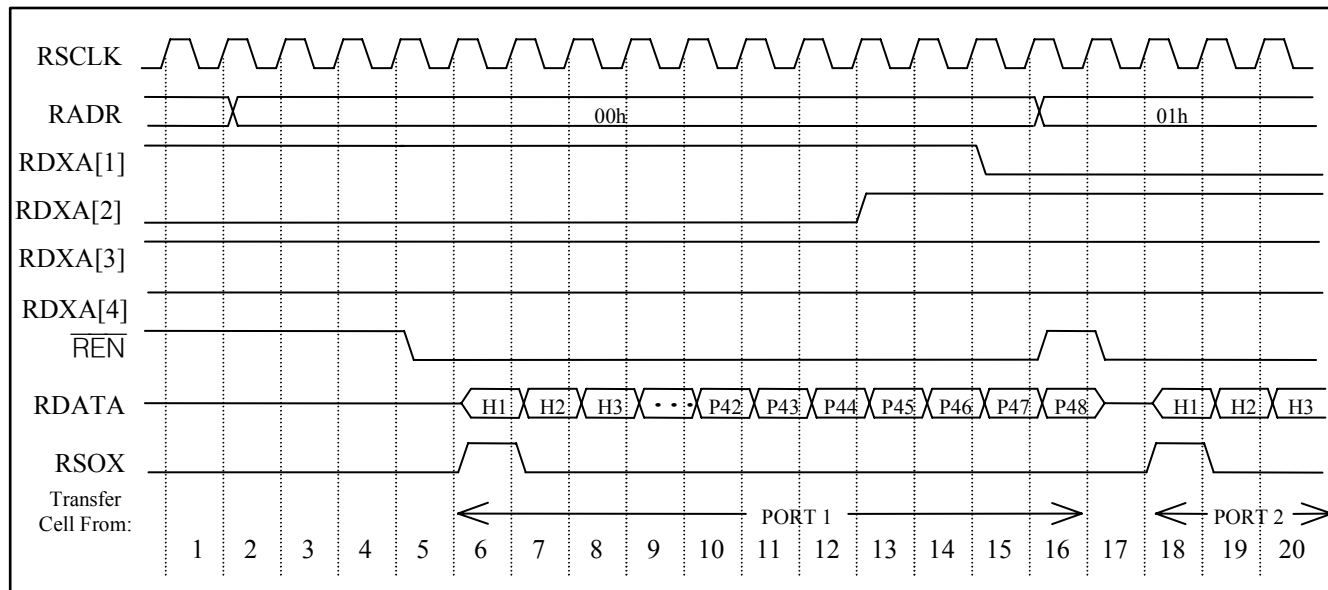 RSCLK
RADR 00h 01h
RDXA[1]
RDXA[2]
RDXA[3]
RDXA[4]
REN
RDATA H1 H2 H3 ... P42 P43 P44 P45 P46 P47 P48 H1 H2 H3
RSOX
Transfer
Cell From: PORT 1 PORT 2
1 2 3 4 5 6 7 8 9 10 11 12 13 14 15 16 17 18 19 20